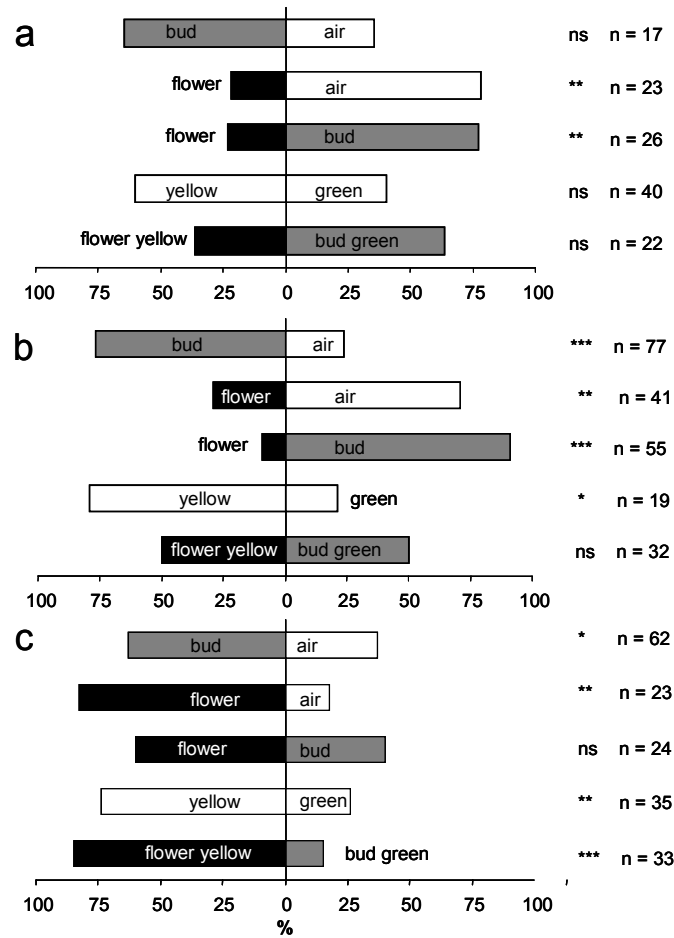 a
bud air ns n = 17
flower air ** n = 23
flower bud ** n = 26
yellow green ns n = 40
flower yellow bud green ns n = 22
100 75 50 25 0 25 50 75 100
b
bud air *** n = 77
flower air ** n = 41
flower bud *** n = 55
yellow green * n = 19
flower yellow bud green ns n = 32
100 75 50 25 0 25 50 75 100
c
bud air * n = 62
flower air ** n = 23
flower bud ns n = 24
yellow green ** n = 35
flower yellow bud green *** n = 33
100 75 50 25 0 25 50 75 100
%